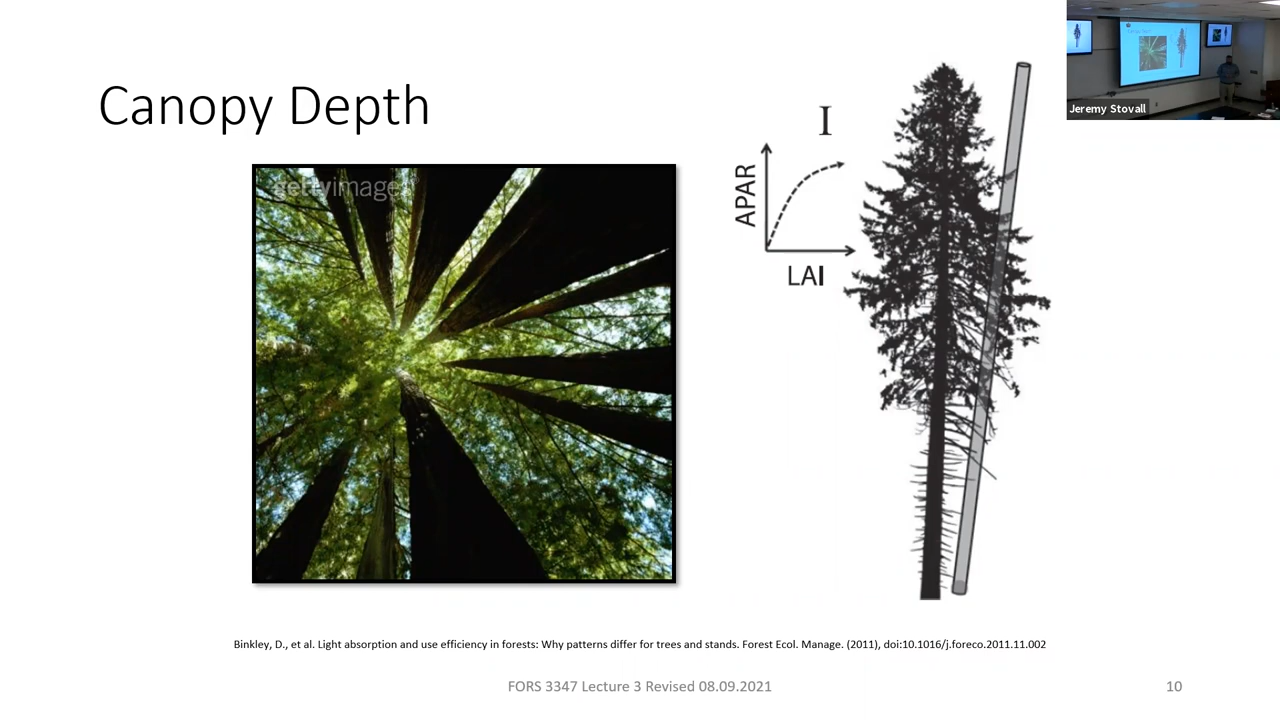 Canopy Depth
gettyimage
I
APAR
LAI
Jeremy Stovall
Binkley, D., et al. Light absorption and use efficiency in forests: Why patterns differ for trees and stands. Forest Ecol. Manage. (2011), doi:10.1016/j.foreco.2011.11.002
FORS 3347 Lecture 3 Revised 08.09.2021
10